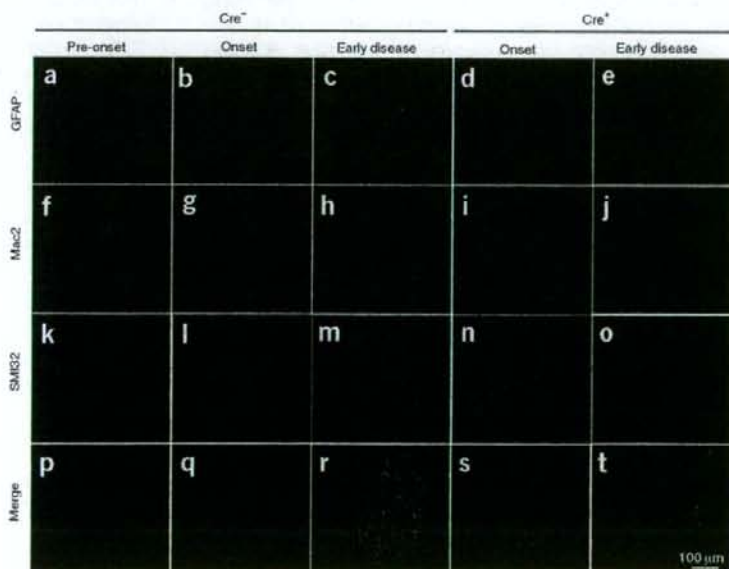 Cre⁻ Cre⁺
Pre-onset Onset Early disease Onset Early disease
GFAP
a b c d e
Mac2
f g h i j
SMI32
k l m n o
Merge
p q r s t
100 µm